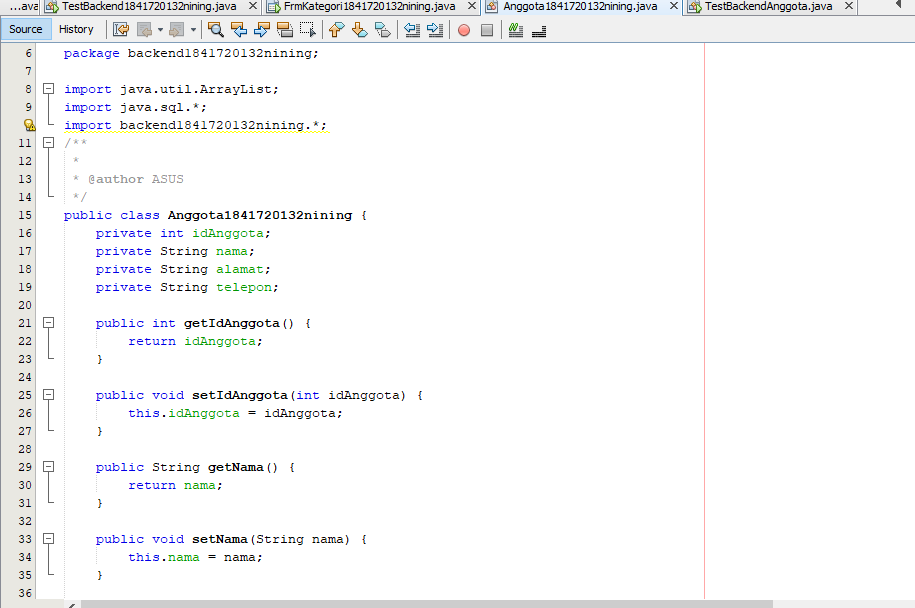 ...ava TestBackend1841720132nining.java FrmKategori1841720132nining.java Anggota1841720132nining.java TestBackendAnggota.java
Source History
6 package backend1841720132nining;
7
8 import java.util.ArrayList;
9 import java.sql.*;
import backend1841720132nining.*;
11 /**
12 *
13 * @author ASUS
14 */
15 public class Anggota1841720132nining {
16 private int idAnggota;
17 private String nama;
18 private String alamat;
19 private String telepon;
20
21 public int getIdAnggota() {
22 return idAnggota;
23 }
24
25 public void setIdAnggota(int idAnggota) {
26 this.idAnggota = idAnggota;
27 }
28
29 public String getNama() {
30 return nama;
31 }
32
33 public void setNama(String nama) {
34 this.nama = nama;
35 }
36